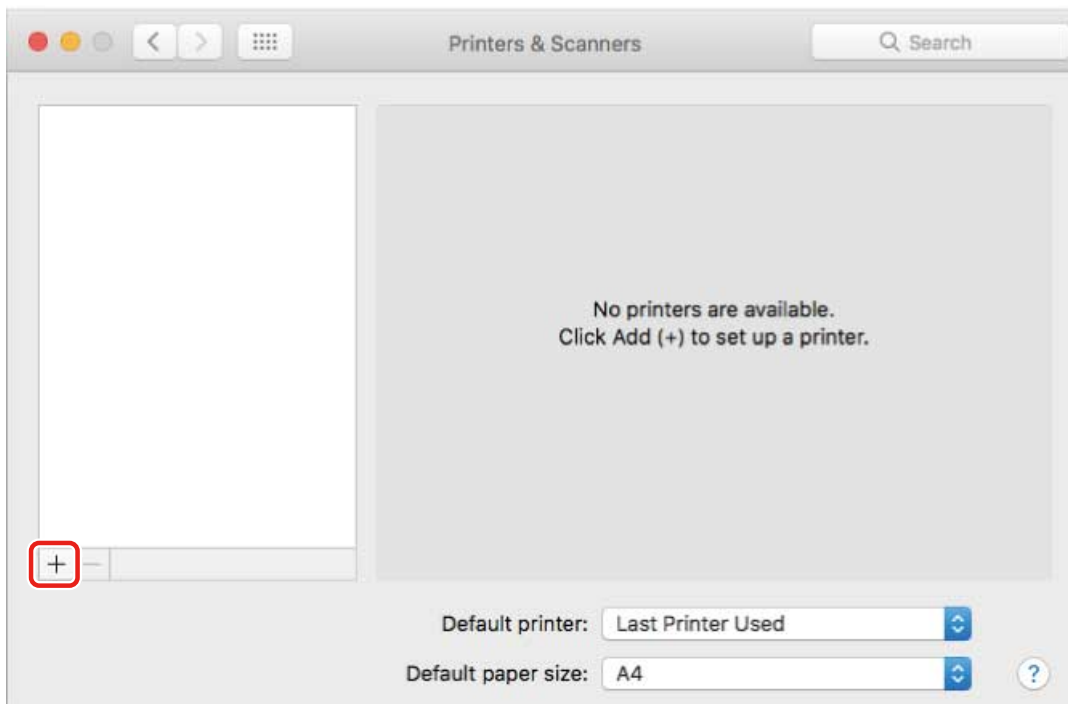 Printers & Scanners
Search
No printers are available.
Click Add (+) to set up a printer.
+ −
Default printer: Last Printer Used
Default paper size: A4
?